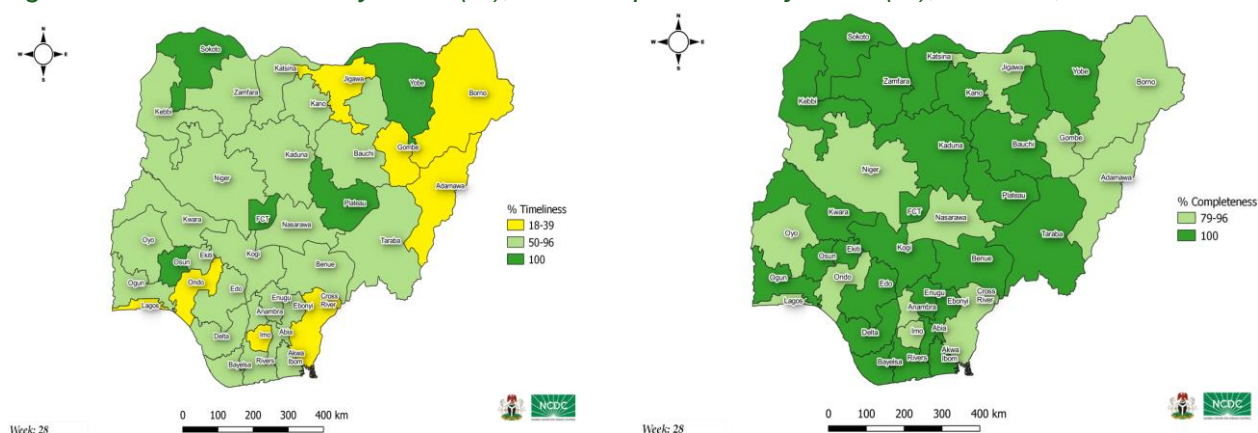 N
W E
S
Sokoto
Katsina
Jigawa
Yobe
Borno
Zamfara
Kano
Kebbi
Gombe
Kaduna
Bauchi
Niger
Adamawa
Plateau
FCT
Kwara
Nasarawa
Taraba
Oyo
Kogi
Osun
Ekiti
Benue
Ogun
Ondo
Edo
Enugu
Cross
River
Lagos
Ebonyi
Anambra
Delta
Imo
Abia
Akwa
Ibom
Bayelsa
Rivers
% Timeliness
18-39
50-96
100
0 100 200 300 400 km
NCDC
Week: 28
N
W E
S
Sokoto
Katsina
Jigawa
Yobe
Borno
Zamfara
Kano
Kebbi
Gombe
Kaduna
Bauchi
Niger
Adamawa
Plateau
FCT
Kwara
Nasarawa
Taraba
Oyo
Kogi
Osun
Ekiti
Benue
Ogun
Ondo
Edo
Enugu
Cross
River
Lagos
Ebonyi
Anambra
Delta
Imo
Abia
Akwa
Ibom
Bayelsa
Rivers
% Completeness
79-96
100
0 100 200 300 400 km
NCDC
Week: 28